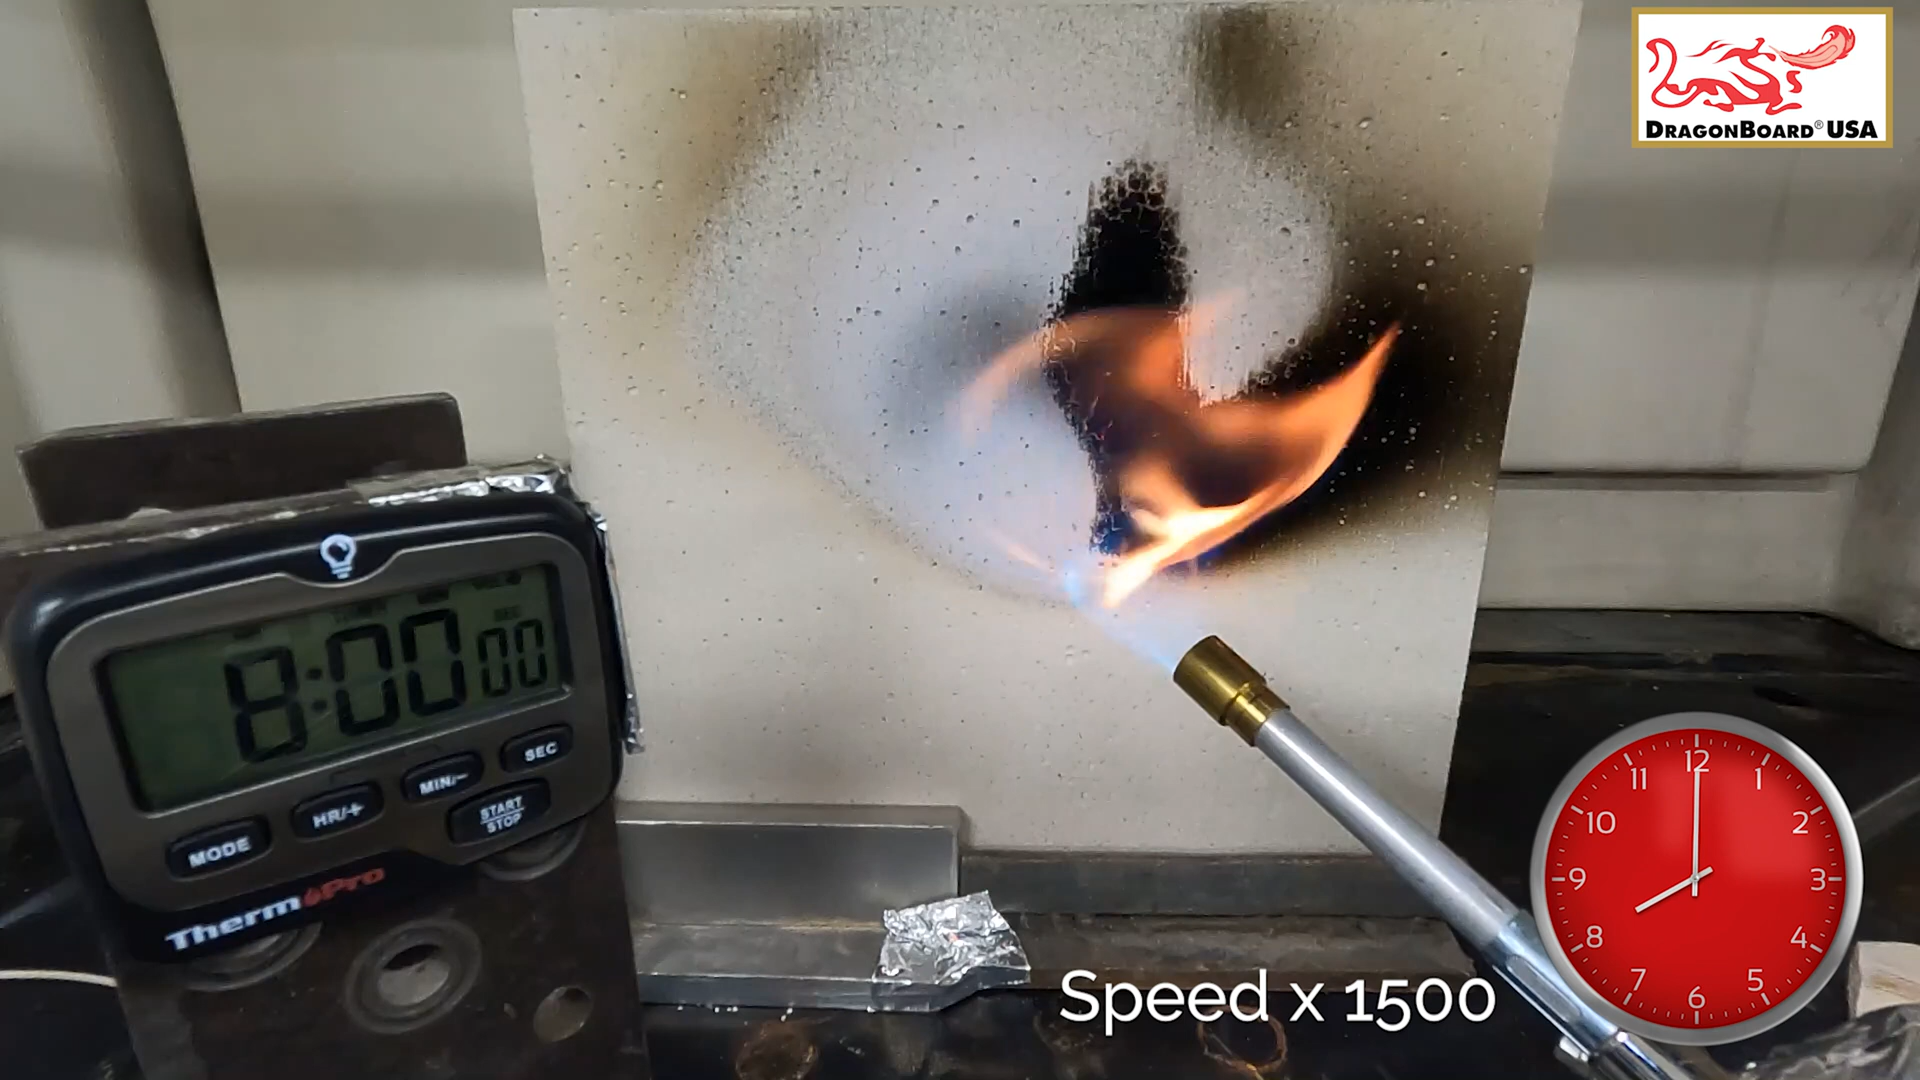 DRAGONBOARD® USA
8:00 00
SEC
MIN/-
HR/+
START
STOP
MODE
ThermoPro
Speed x 1500
12
1
2
3
4
5
6
7
8
9
10
11